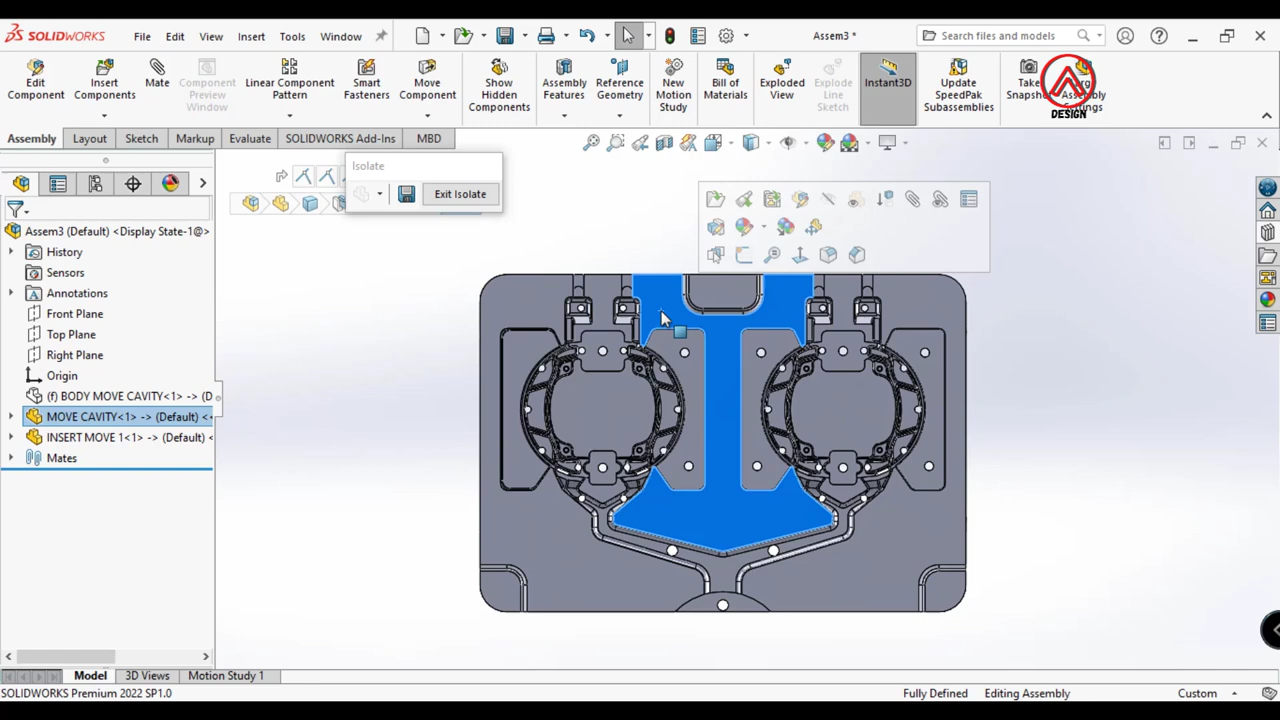 SOLIDWORKS File Edit View Insert Tools Window Assem3 * Search files and models
Edit Component
Insert Components
Mate
Component Preview Window
Linear Component Pattern
Smart Fasteners
Move Component
Show Hidden Components
Assembly Features
Reference Geometry
New Motion Study
Bill of Materials
Exploded View
Explode Line Sketch
Instant3D
Update SpeedPak Subassemblies
Take Snapshot
DESIGN
Assembly Layout Sketch Markup Evaluate SOLIDWORKS Add-Ins MBD
Isolate
Exit Isolate
Assem3 (Default) <Display State-1@>
History
Sensors
Annotations
Front Plane
Top Plane
Right Plane
Origin
(f) BODY MOVE CAVITY<1> -> (D
MOVE CAVITY<1> -> (Default) <
INSERT MOVE 1<1> -> (Default)
Mates
Model 3D Views Motion Study 1
SOLIDWORKS Premium 2022 SP1.0 Fully Defined Editing Assembly Custom